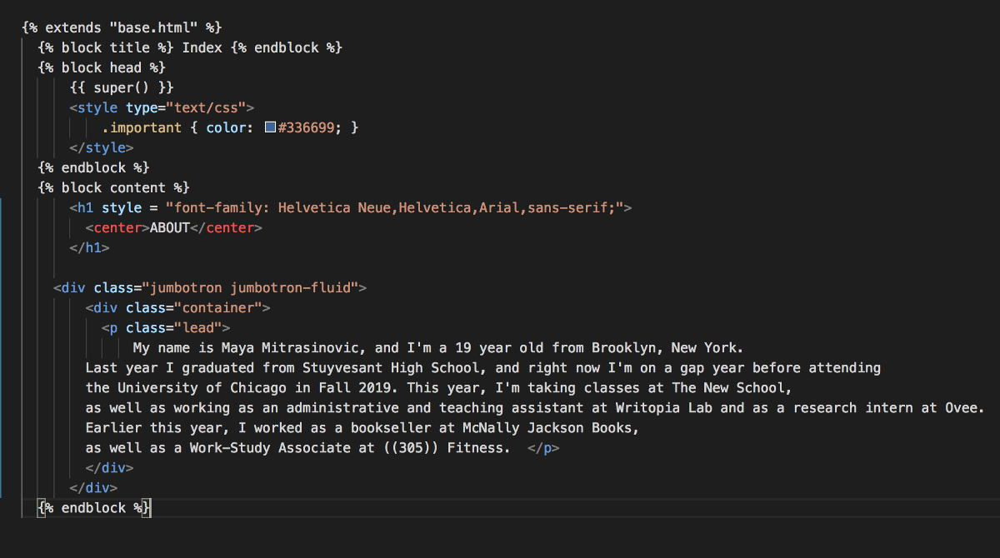 {% extends "base.html" %}
{% block title %} Index {% endblock %}
{% block head %}
{{ super() }}
<style type="text/css">
.important { color: #336699; }
</style>
{% endblock %}
{% block content %}
<h1 style = "font-family: Helvetica Neue,Helvetica,Arial,sans-serif;">
<center>ABOUT</center>
</h1>
<div class="jumbotron jumbotron-fluid">
<div class="container">
<p class="lead">
My name is Maya Mitrasinovic, and I'm a 19 year old from Brooklyn, New York.
Last year I graduated from Stuyvesant High School, and right now I'm on a gap year before attending
the University of Chicago in Fall 2019. This year, I'm taking classes at The New School,
as well as working as an administrative and teaching assistant at Writopia Lab and as a research intern at Ovee.
Earlier this year, I worked as a bookseller at McNally Jackson Books,
as well as a Work-Study Associate at ((305)) Fitness.  </p>
</div>
</div>
{% endblock %}